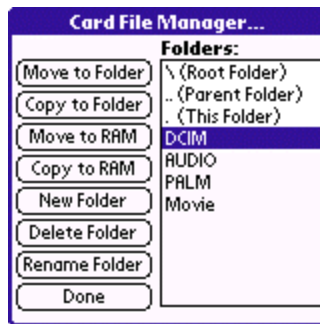 Card File Manager...
Folders:
Move to Folder
Copy to Folder
Move to RAM
Copy to RAM
New Folder
Delete Folder
Rename Folder
Done
\ (Root Folder)
.. (Parent Folder)
. (This Folder)
DCIM
AUDIO
PALM
Movie